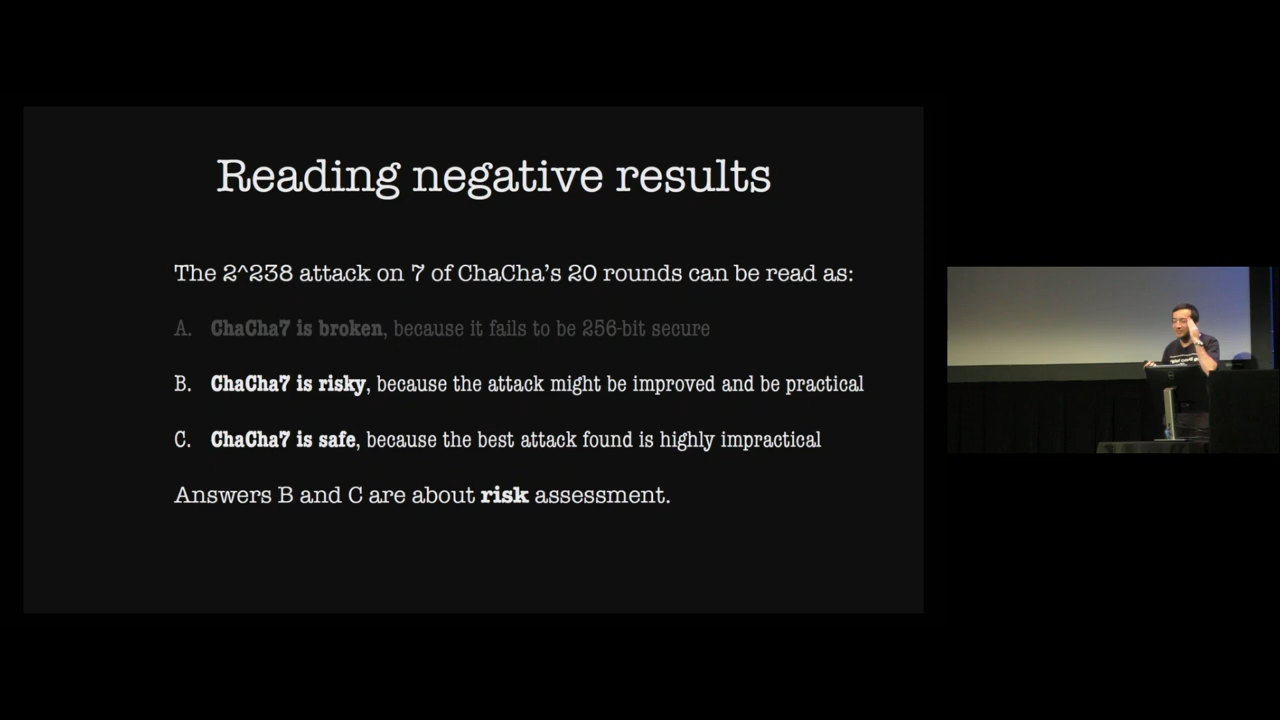 Reading negative results
The 2^238 attack on 7 of ChaCha's 20 rounds can be read as:
A. ChaCha7 is broken, because it fails to be 256-bit secure
B. ChaCha7 is risky, because the attack might be improved and be practical
C. ChaCha7 is safe, because the best attack found is highly impractical
Answers B and C are about risk assessment.